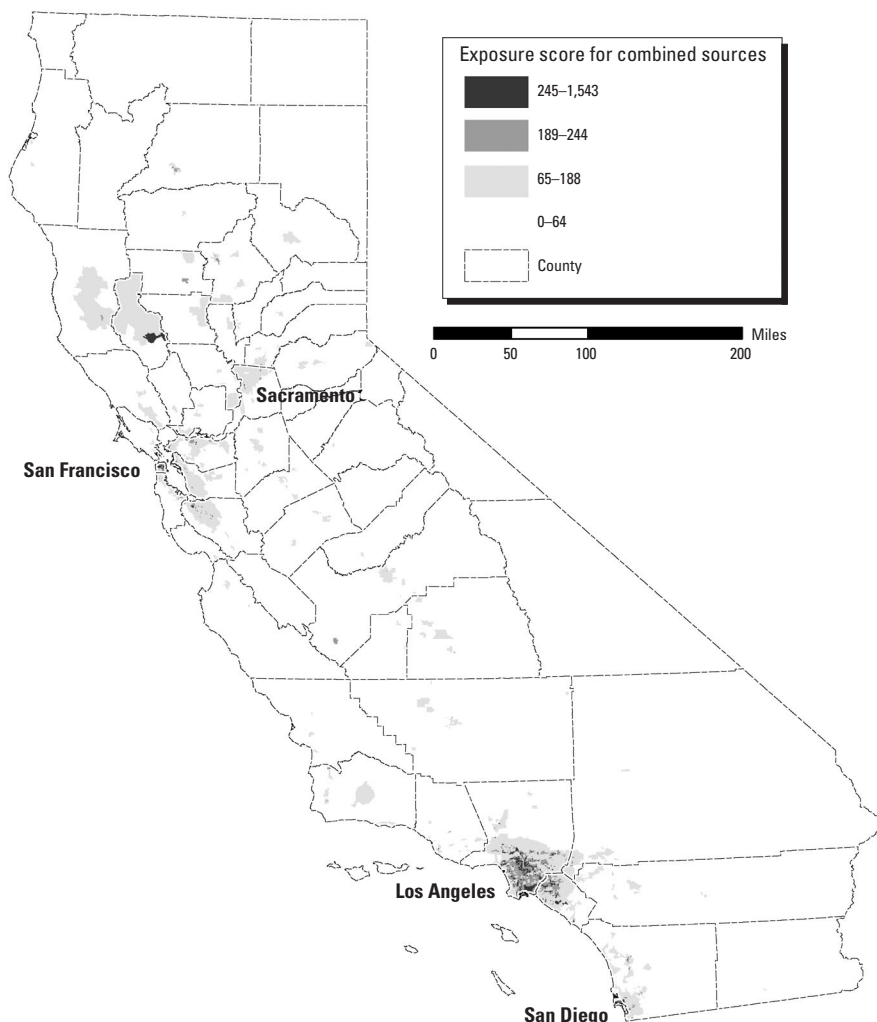 Exposure score for combined sources
245–1,543
189–244
65–188
0–64
County
Miles
0 50 100 200
Sacramento
San Francisco
Los Angeles
San Diego